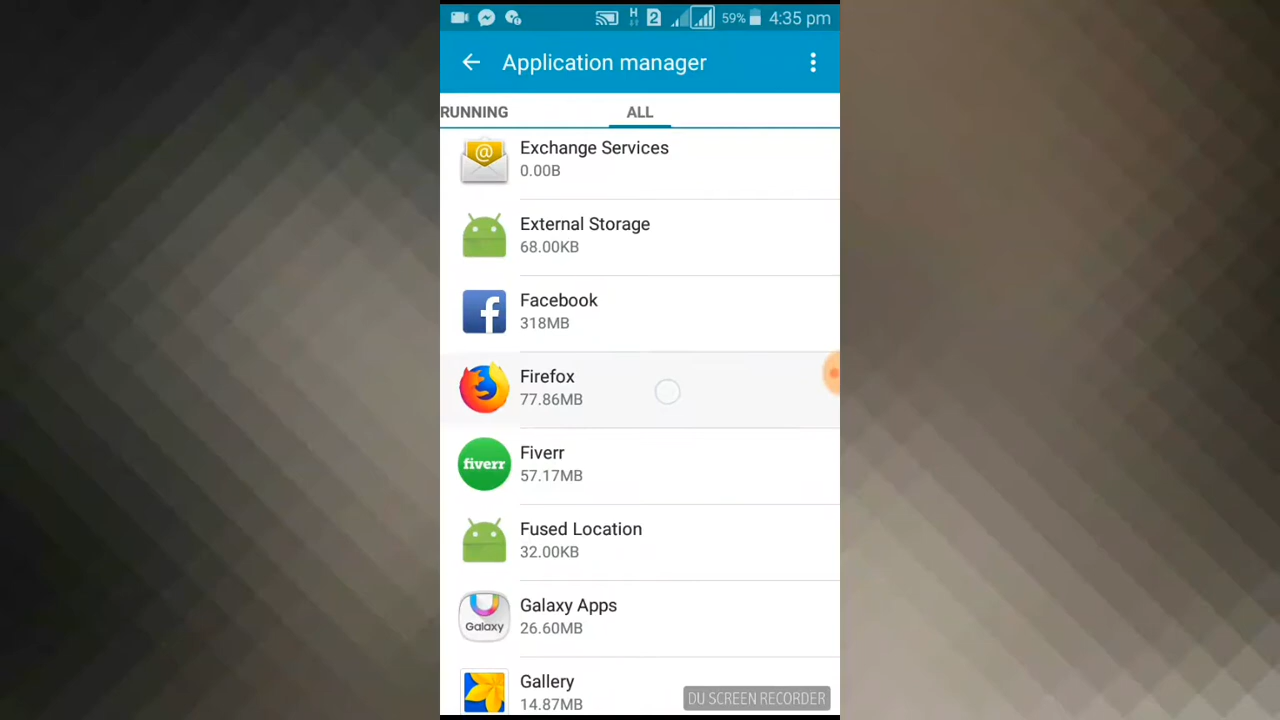 H
2
59%
4:35 pm
Application manager
RUNNING
ALL
@
Exchange Services
0.00B
External Storage
68.00KB
f
Facebook
318MB
Firefox
77.86MB
fiverr
Fiverr
57.17MB
Fused Location
32.00KB
Galaxy
Galaxy Apps
26.60MB
Gallery
14.87MB
DU SCREEN RECORDER